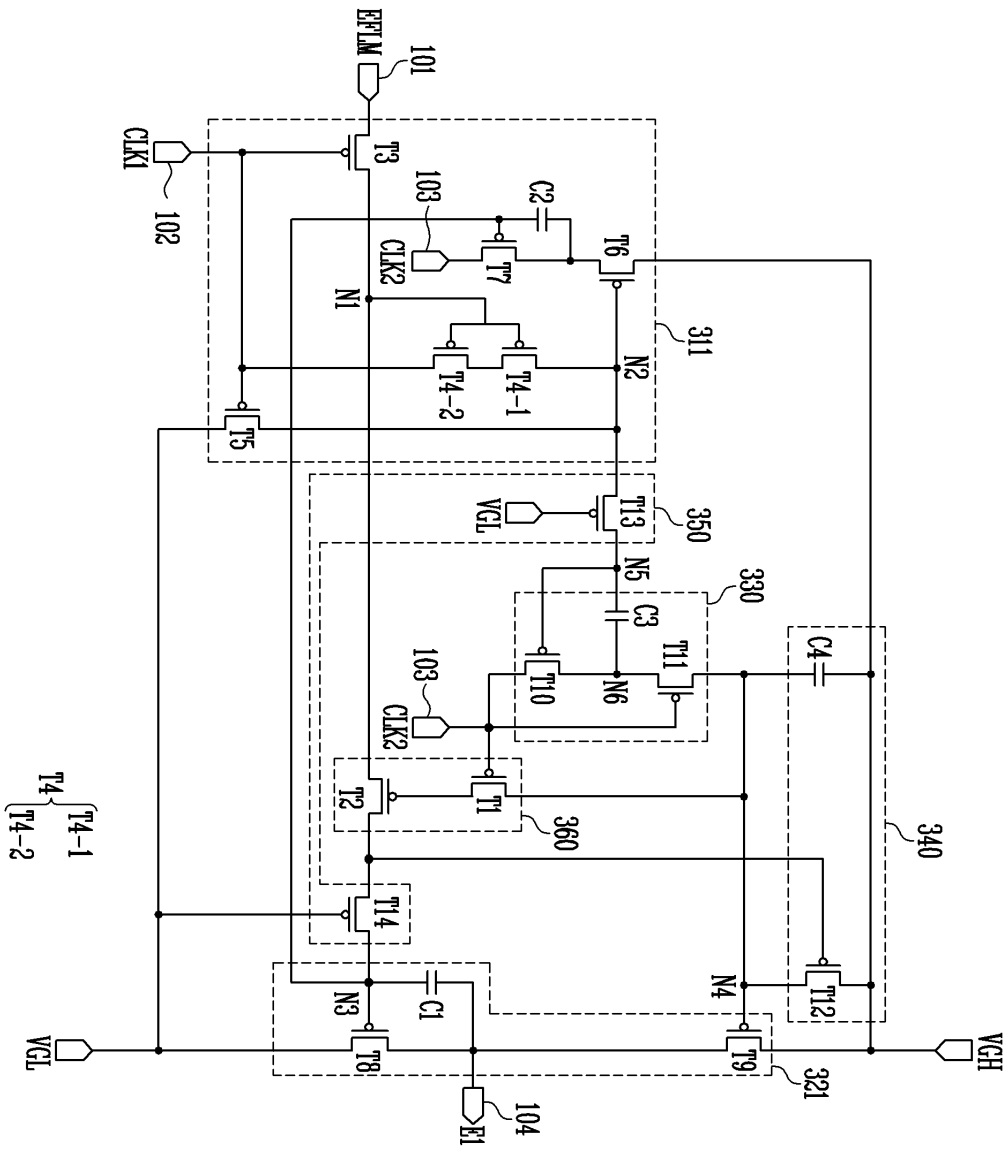 EFLM
101
CLK1
102
T3
311
C2
103
CLK2
T7
T6
N1
T4-2
T4-1
N2
T5
VGL
T13
350
N5
330
C3
T11
N6
T10
103
CLK2
C4
340
T2
T1
360
T14
N4
T12
N3
C1
T8
T9
321
VGL
VGH
104
E1
T4
T4-1
T4-2